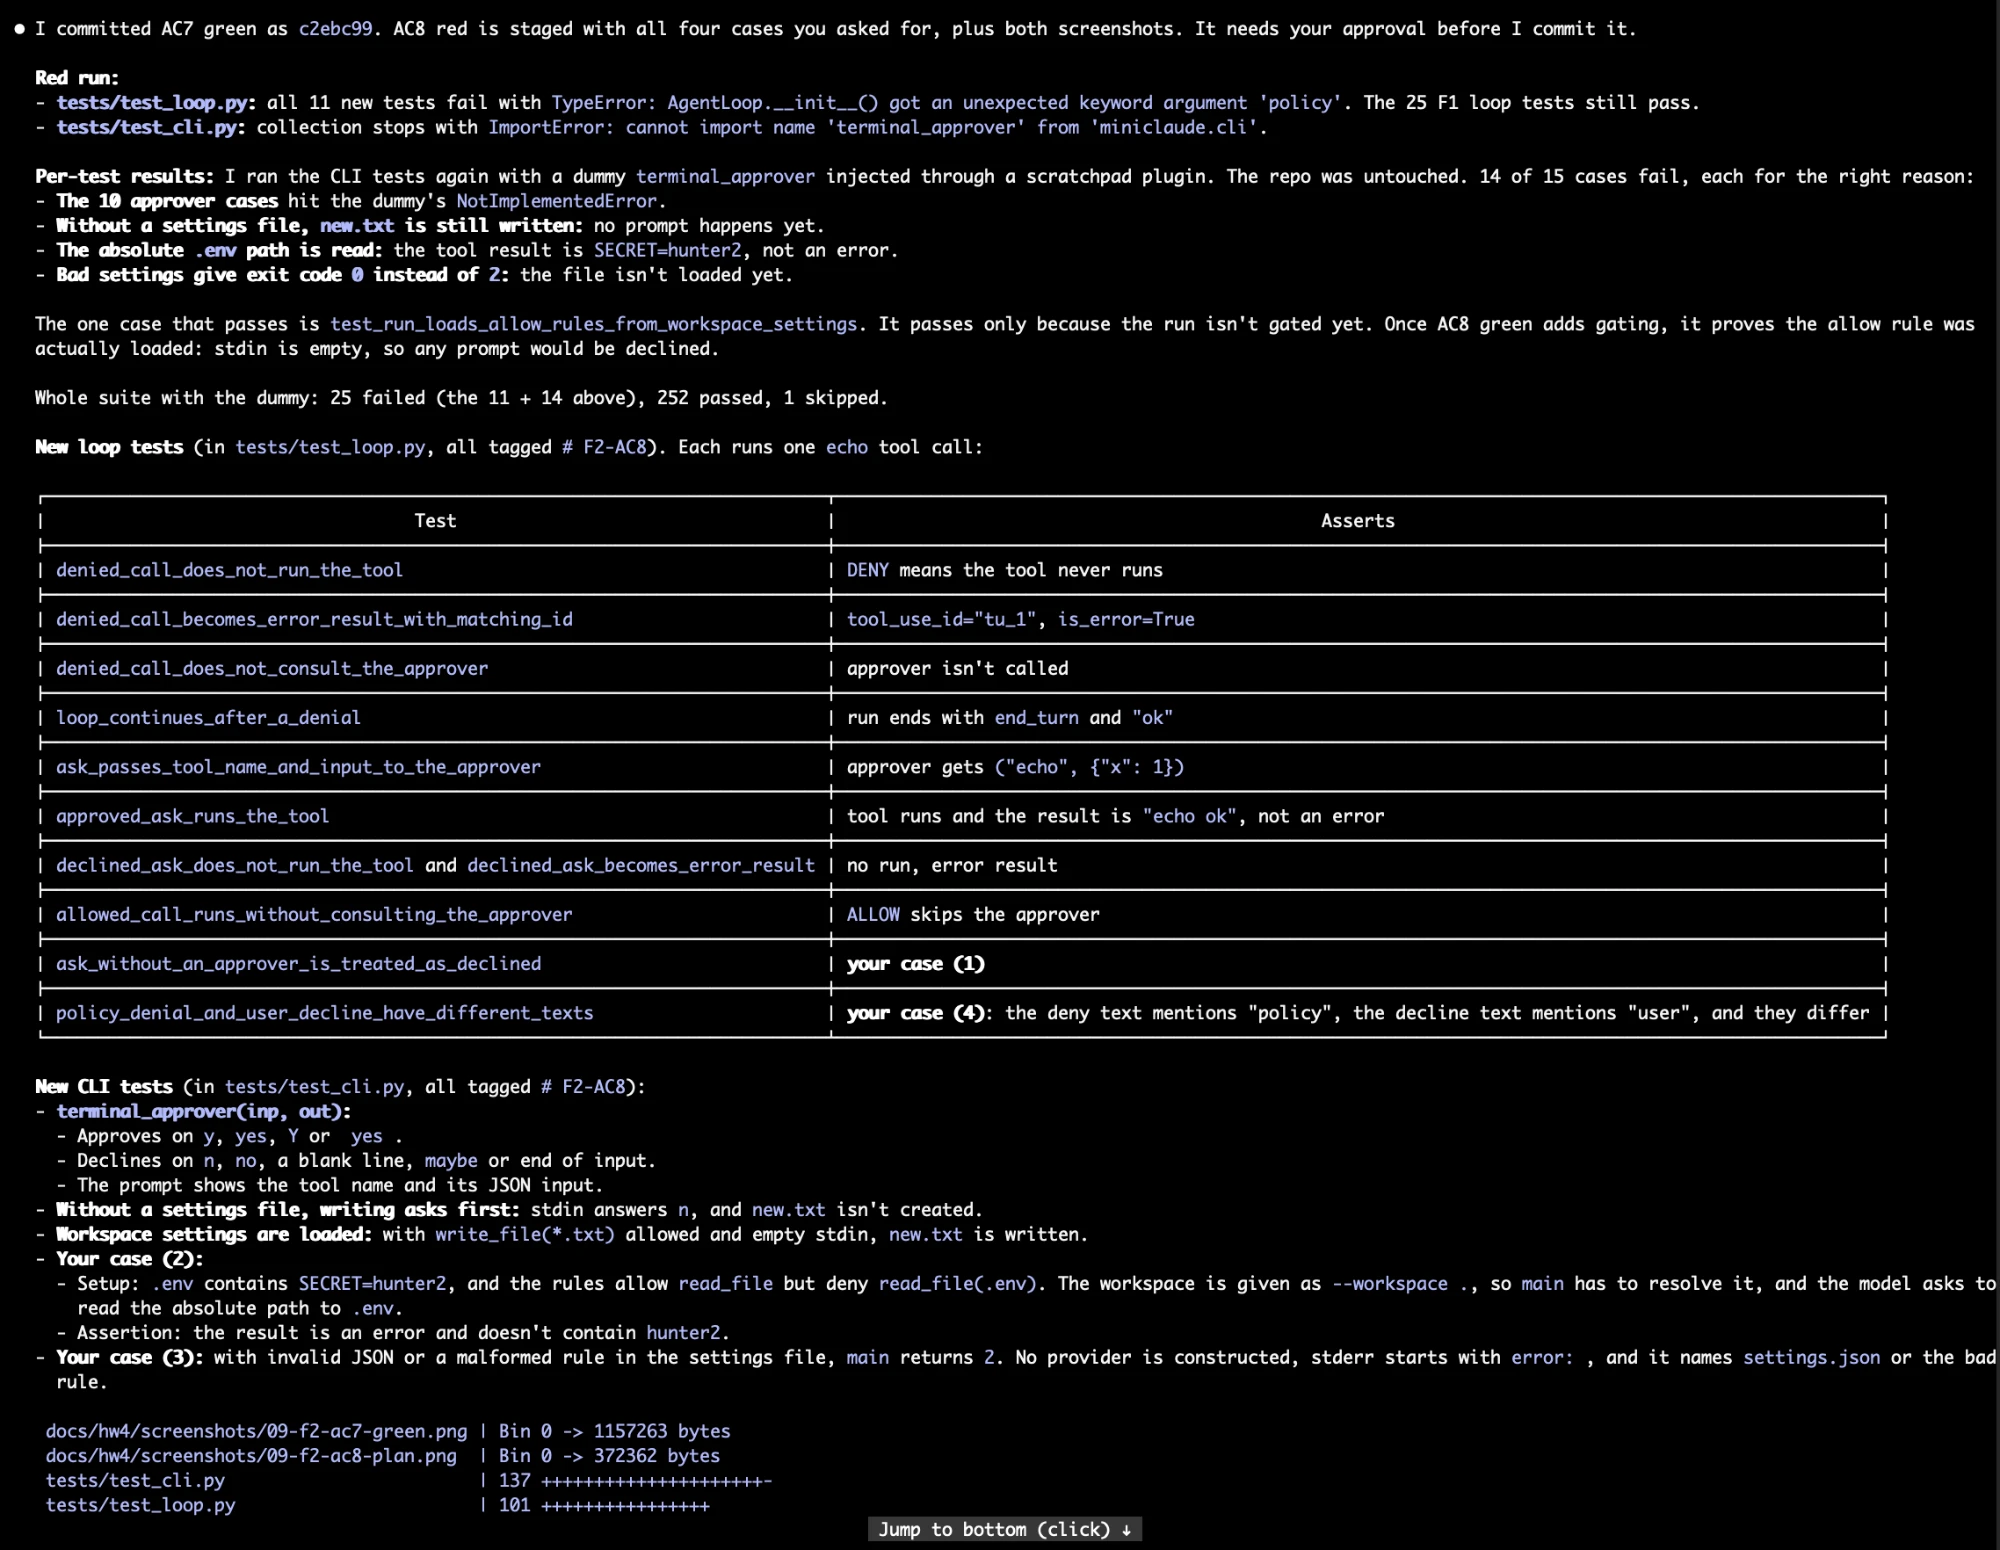 ● I committed AC7 green as c2ebc99. AC8 red is staged with all four cases you asked for, plus both screenshots. It needs your approval before I commit it.
Red run:
- tests/test_loop.py: all 11 new tests fail with TypeError: AgentLoop.__init__() got an unexpected keyword argument 'policy'. The 25 F1 loop tests still pass.
- tests/test_cli.py: collection stops with ImportError: cannot import name 'terminal_approver' from 'miniclaude.cli'.
Per-test results: I ran the CLI tests again with a dummy terminal_approver injected through a scratchpad plugin. The repo was untouched. 14 of 15 cases fail, each for the right reason:
- The 10 approver cases hit the dummy's NotImplementedError.
- Without a settings file, new.txt is still written: no prompt happens yet.
- The absolute .env path is read: the tool result is SECRET=hunter2, not an error.
- Bad settings give exit code 0 instead of 2: the file isn't loaded yet.
The one case that passes is test_run_loads_allow_rules_from_workspace_settings. It passes only because the run isn't gated yet. Once AC8 green adds gating, it proves the allow rule was
actually loaded: stdin is empty, so any prompt would be declined.
Whole suite with the dummy: 25 failed (the 11 + 14 above), 252 passed, 1 skipped.
New loop tests (in tests/test_loop.py, all tagged # F2-AC8). Each runs one echo tool call:
Test | Asserts
denied_call_does_not_run_the_tool | DENY means the tool never runs
denied_call_becomes_error_result_with_matching_id | tool_use_id="tu_1", is_error=True
denied_call_does_not_consult_the_approver | approver isn't called
loop_continues_after_a_denial | run ends with end_turn and "ok"
ask_passes_tool_name_and_input_to_the_approver | approver gets ("echo", {"x": 1})
approved_ask_runs_the_tool | tool runs and the result is "echo ok", not an error
declined_ask_does_not_run_the_tool and declined_ask_becomes_error_result | no run, error result
allowed_call_runs_without_consulting_the_approver | ALLOW skips the approver
ask_without_an_approver_is_treated_as_declined | your case (1)
policy_denial_and_user_decline_have_different_texts | your case (4): the deny text mentions "policy", the decline text mentions "user", and they differ
New CLI tests (in tests/test_cli.py, all tagged # F2-AC8):
- terminal_approver(inp, out):
- Approves on y, yes, Y or  yes .
- Declines on n, no, a blank line, maybe or end of input.
- The prompt shows the tool name and its JSON input.
- Without a settings file, writing asks first: stdin answers n, and new.txt isn't created.
- Workspace settings are loaded: with write_file(*.txt) allowed and empty stdin, new.txt is written.
- Your case (2):
- Setup: .env contains SECRET=hunter2, and the rules allow read_file but deny read_file(.env). The workspace is given as --workspace ., so main has to resolve it, and the model asks to
read the absolute path to .env.
- Assertion: the result is an error and doesn't contain hunter2.
- Your case (3): with invalid JSON or a malformed rule in the settings file, main returns 2. No provider is constructed, stderr starts with error: , and it names settings.json or the bad
rule.
docs/hw4/screenshots/09-f2-ac7-green.png | Bin 0 -> 1157263 bytes
docs/hw4/screenshots/09-f2-ac8-plan.png | Bin 0 -> 372362 bytes
tests/test_cli.py | 137 +++++++++++++++++++++-
tests/test_loop.py | 101 ++++++++++++++++
Jump to bottom (click) ↓